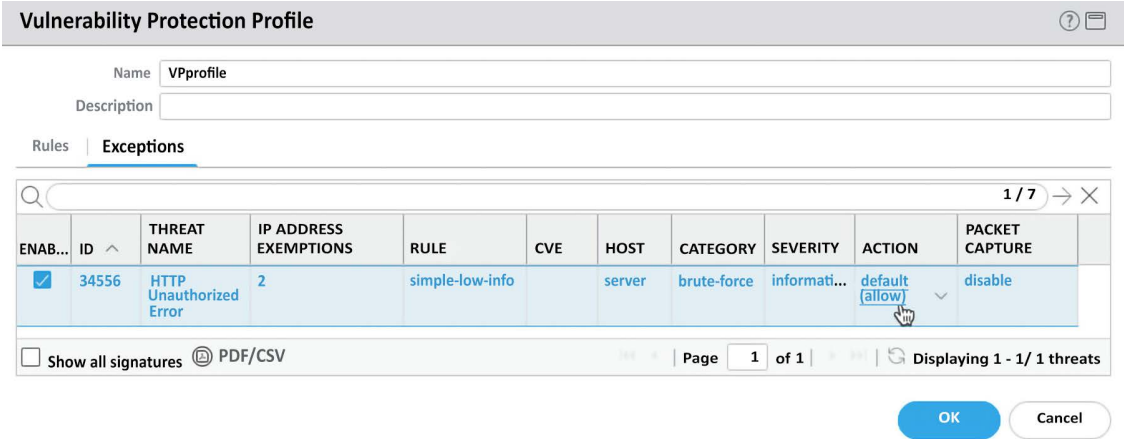 Vulnerability Protection Profile
Name VPprofile
Description
Rules Exceptions
1 / 7
ENAB... ID THREAT NAME IP ADDRESS EXEMPTIONS RULE CVE HOST CATEGORY SEVERITY ACTION PACKET CAPTURE
34556 HTTP Unauthorized Error 2 simple-low-info server brute-force informati... default (allow) disable
Show all signatures PDF/CSV Page 1 of 1 Displaying 1 - 1/ 1 threats
OK Cancel